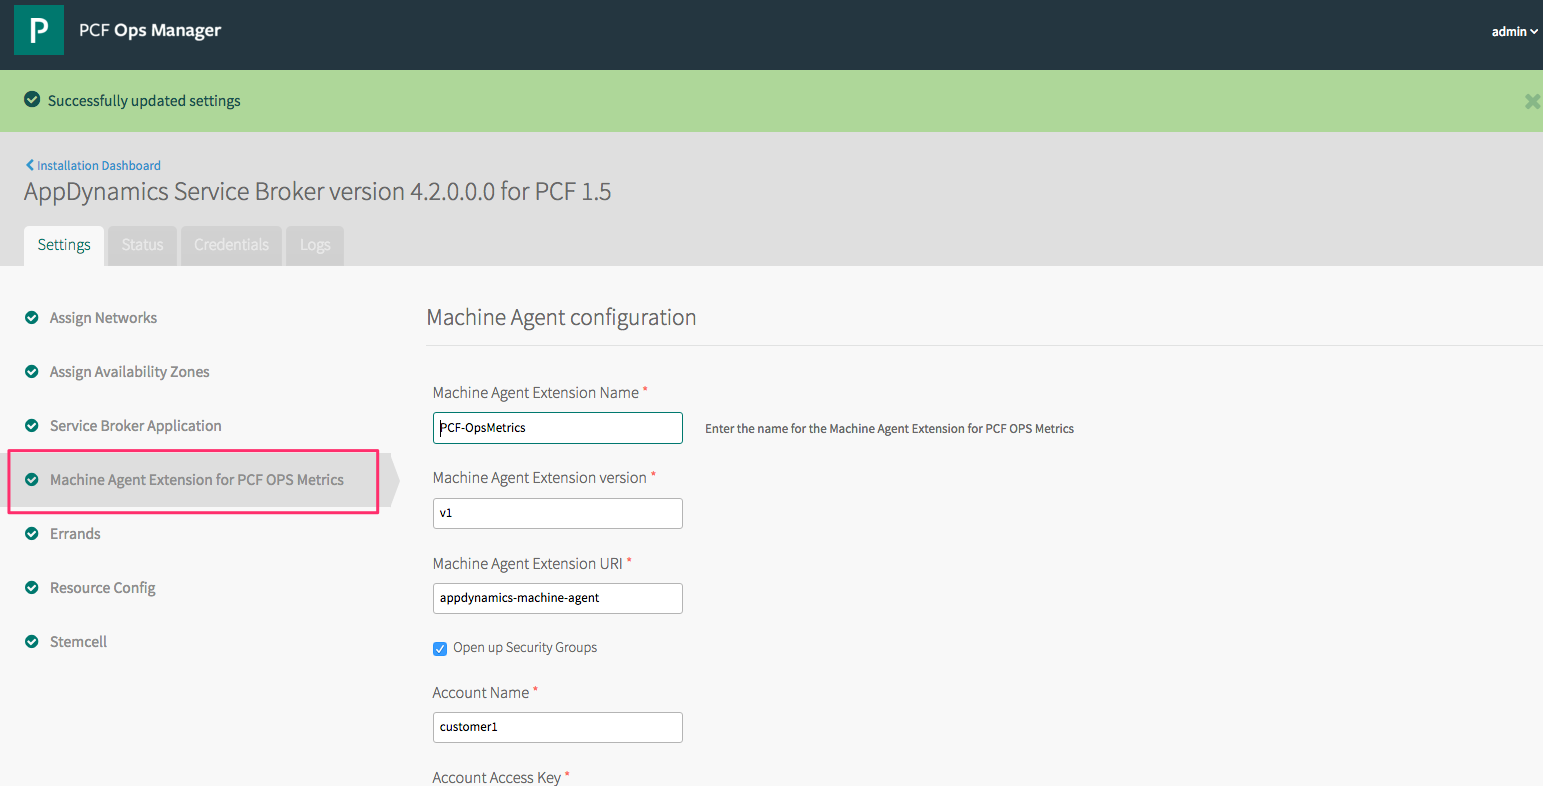 P PCF Ops Manager admin
Successfully updated settings
Installation Dashboard
AppDynamics Service Broker version 4.2.0.0.0 for PCF 1.5
Settings Status Credentials Logs
Assign Networks
Assign Availability Zones
Service Broker Application
Machine Agent Extension for PCF OPS Metrics
Errands
Resource Config
Stemcell
Machine Agent configuration
Machine Agent Extension Name *
PCF-OpsMetrics
Enter the name for the Machine Agent Extension for PCF OPS Metrics
Machine Agent Extension version *
v1
Machine Agent Extension URI *
appdynamics-machine-agent
Open up Security Groups
Account Name *
customer1
Account Access Key *